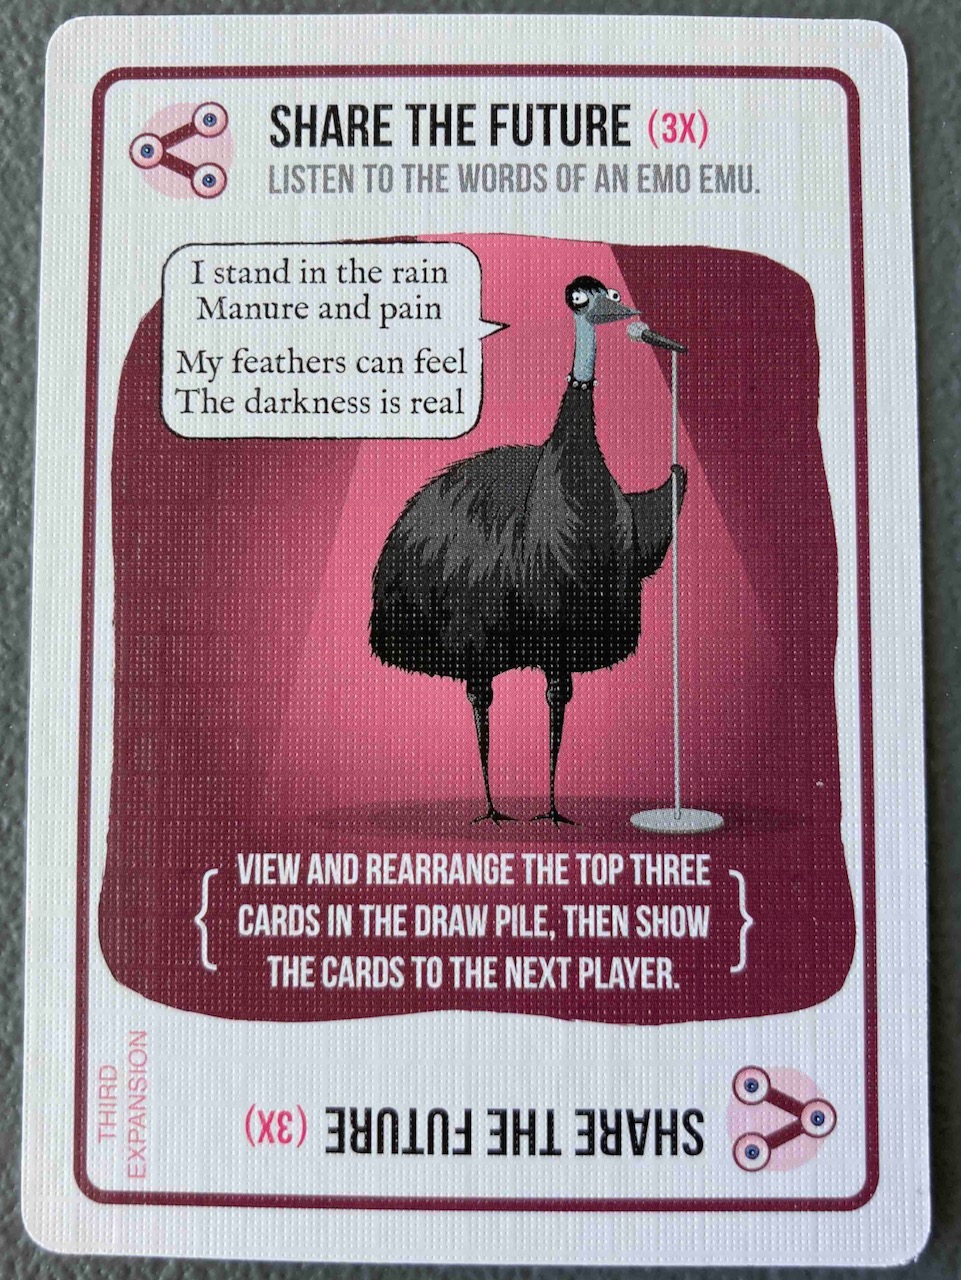 SHARE THE FUTURE (3X)
LISTEN TO THE WORDS OF AN EMO EMU.
I stand in the rain
Manure and pain
My feathers can feel
The darkness is real
VIEW AND REARRANGE THE TOP THREE
CARDS IN THE DRAW PILE, THEN SHOW
THE CARDS TO THE NEXT PLAYER.
THIRD
EXPANSION
SHARE THE FUTURE (3X)